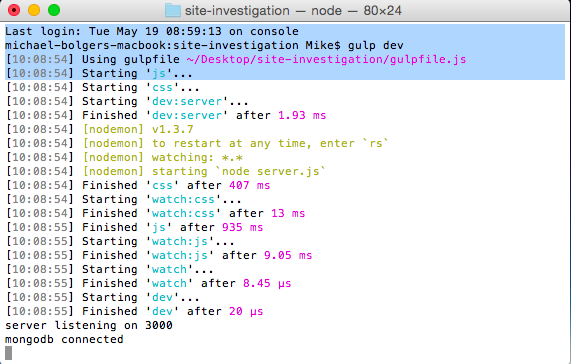 site-investigation — node — 80×24
Last login: Tue May 19 08:59:13 on console
michael-bolgers-macbook:site-investigation Mike$ gulp dev
[10:08:54] Using gulpfile ~/Desktop/site-investigation/gulpfile.js
[10:08:54] Starting 'js'...
[10:08:54] Starting 'css'...
[10:08:54] Starting 'dev:server'...
[10:08:54] Finished 'dev:server' after 1.93 ms
[10:08:54] [nodemon] v1.3.7
[10:08:54] [nodemon] to restart at any time, enter `rs`
[10:08:54] [nodemon] watching: *.*
[10:08:54] [nodemon] starting `node server.js`
[10:08:54] Finished 'css' after 407 ms
[10:08:54] Starting 'watch:css'...
[10:08:54] Finished 'watch:css' after 13 ms
[10:08:55] Finished 'js' after 935 ms
[10:08:55] Starting 'watch:js'...
[10:08:55] Finished 'watch:js' after 9.05 ms
[10:08:55] Starting 'watch'...
[10:08:55] Finished 'watch' after 8.45 μs
[10:08:55] Starting 'dev'...
[10:08:55] Finished 'dev' after 20 μs
server listening on 3000
mongodb connected